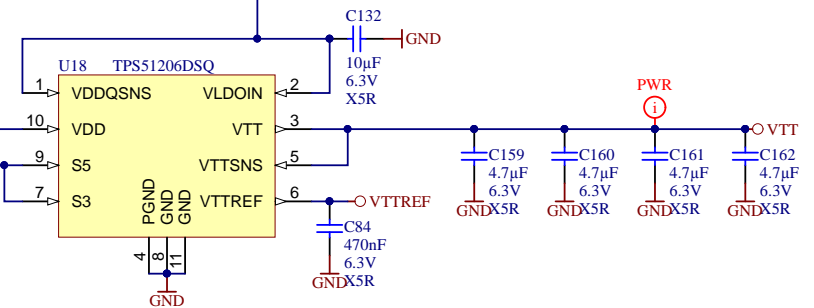 C132
GND
10µF
6.3V
X5R
U18 TPS51206DSQ
1 VDDQSNS VLDOIN 2
10 VDD VTT 3
9 S5 VTTSNS 5
7 S3 VTTREF 6
PGND GND GND
4 8 11
GND
VTTREF
C84
470nF
6.3V
X5R
GND
PWR
i
VTT
C159
4.7µF
6.3V
X5R
GND
C160
4.7µF
6.3V
X5R
GND
C161
4.7µF
6.3V
X5R
GND
C162
4.7µF
6.3V
X5R
GND